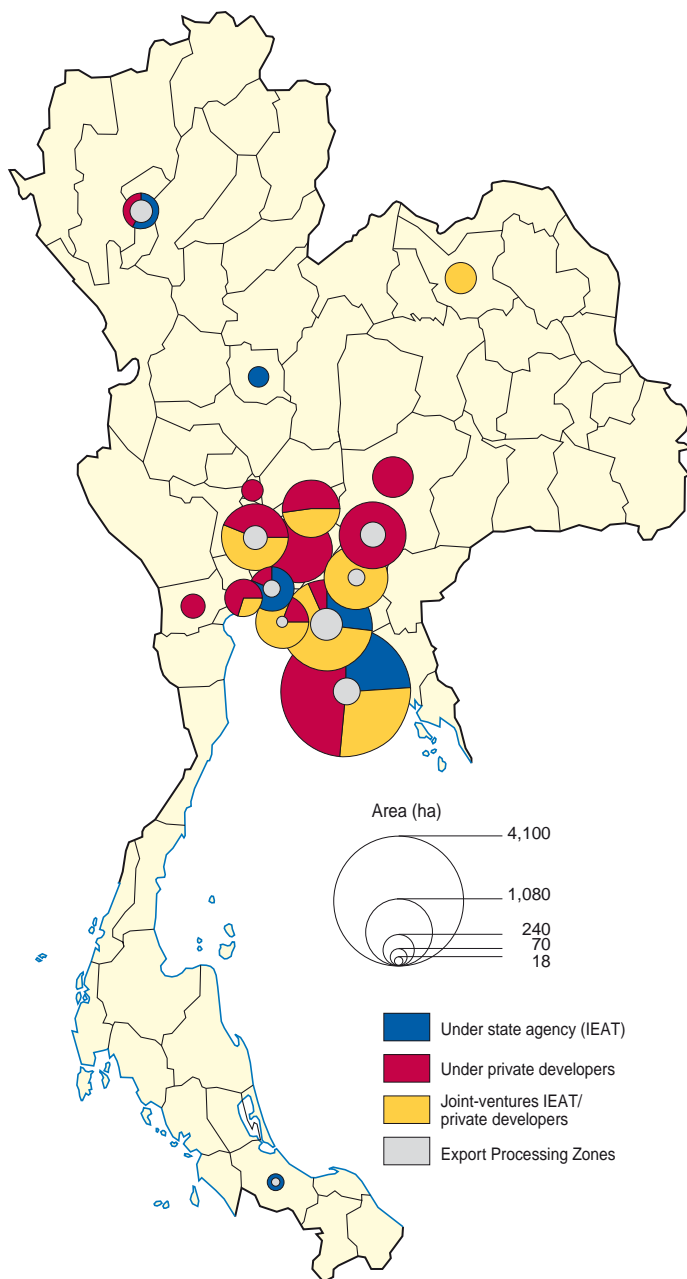 Area (ha)
4,100
1,080
240
70
18
Under state agency (IEAT)
Under private developers
Joint-ventures IEAT/
private developers
Export Processing Zones